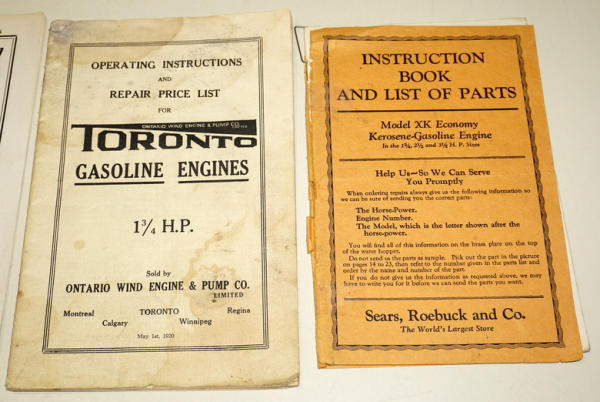 OPERATING INSTRUCTIONS
AND
REPAIR PRICE LIST
FOR
ONTARIO WIND ENGINE & PUMP CO.
TORONTO
GASOLINE ENGINES
1¾ H.P.
Sold by
ONTARIO WIND ENGINE & PUMP CO.
LIMITED
Montreal TORONTO Regina
Calgary Winnipeg
May 1st, 1920
INSTRUCTION
BOOK
AND LIST OF PARTS
Model XK Economy
Kerosene-Gasoline Engine
In the 1¾, 2½ and 3½ H. P. Sizes
Help Us—So We Can Serve
You Promptly
When ordering repairs always give us the following information so
we can be sure of sending you the correct parts:
The Horse-Power.
Engine Number.
The Model, which is the letter shown after the
horse-power.
You will find all of this information on the brass plate on the top
of the water hopper.
Do not send us the parts as sample. Pick out the part in the picture
on pages 14 to 23, then refer to the number given in the parts list and
order by the name and number of the part.
If you do not give us the information as requested above, we may
have to write you for it before we can send the parts you want.
Sears, Roebuck and Co.
The World's Largest Store